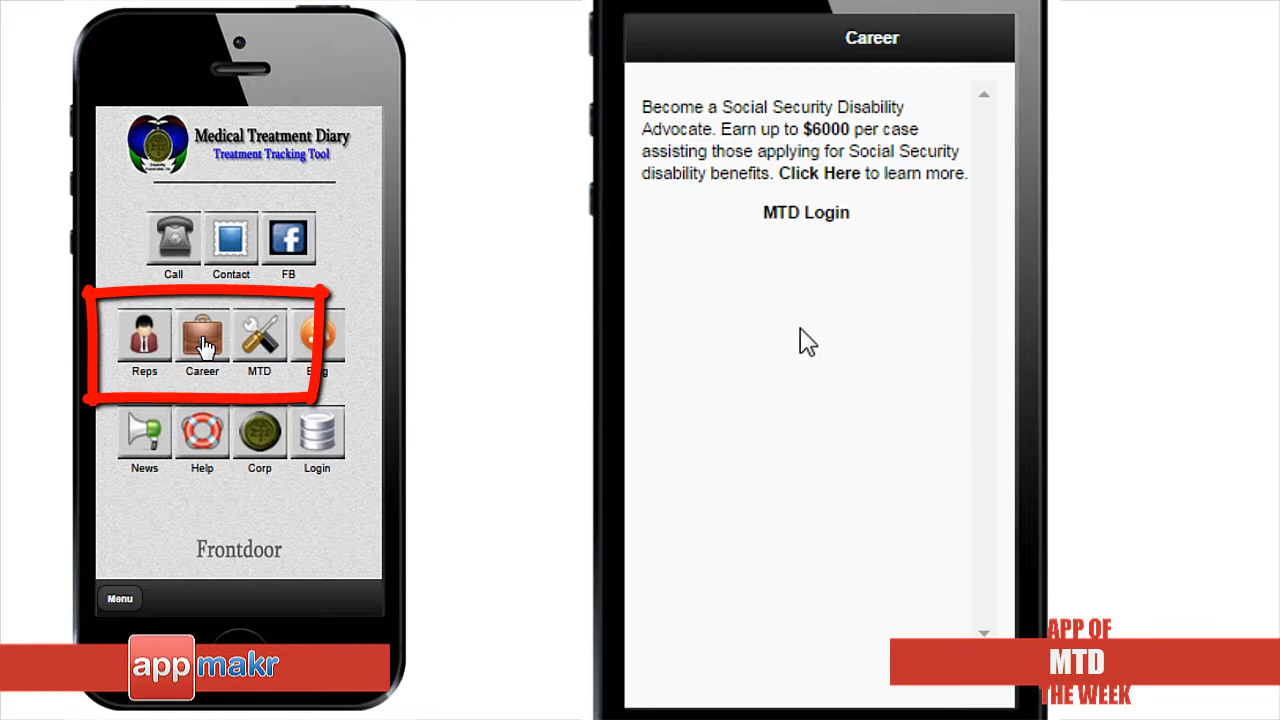 Medical Treatment Diary
Treatment Tracking Tool
Call Contact FB
Reps Career MTD
News Help Corp Login
Frontdoor
Menu
appmakr
Career
Become a Social Security Disability
Advocate. Earn up to $6000 per case
assisting those applying for Social Security
disability benefits. Click Here to learn more.
MTD Login
APP OF
MTD
THE WEEK